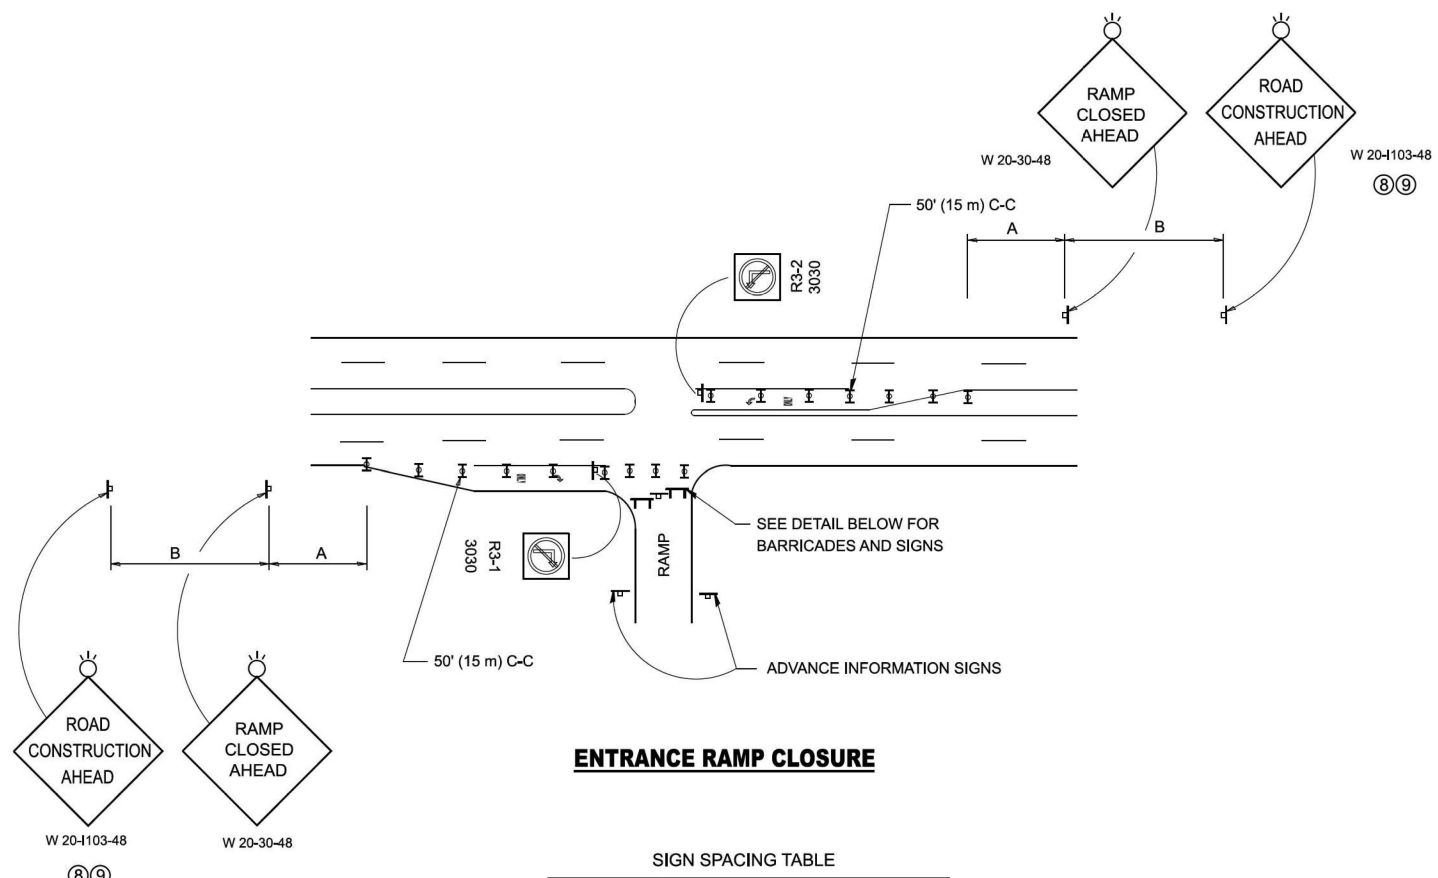 RAMP
CLOSED
AHEAD
W 20-30-48
ROAD
CONSTRUCTION
AHEAD
W 20-I103-48
⑧⑨
50' (15 m) C-C
A
B
R3-2
3030
SEE DETAIL BELOW FOR
BARRICADES AND SIGNS
RAMP
R3-1
3030
B
A
50' (15 m) C-C
ADVANCE INFORMATION SIGNS
ROAD
CONSTRUCTION
AHEAD
W 20-I103-48
⑧⑨
RAMP
CLOSED
AHEAD
W 20-30-48
ENTRANCE RAMP CLOSURE
SIGN SPACING TABLE